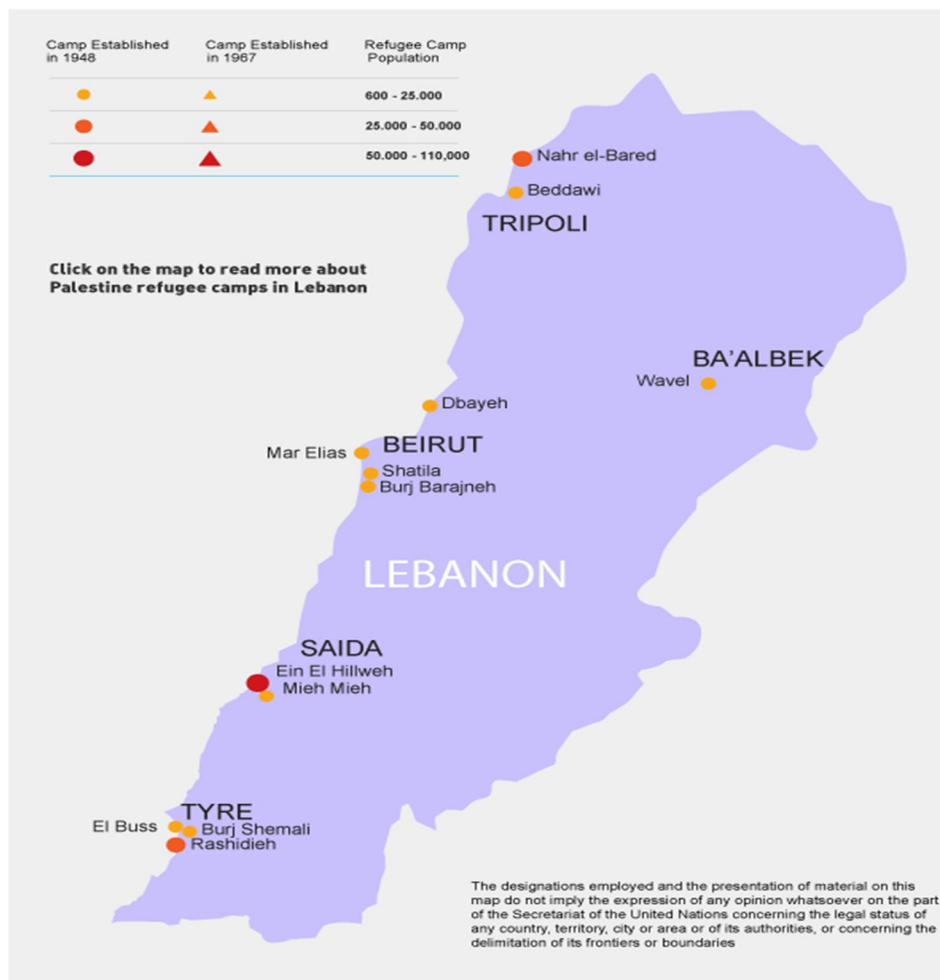 Camp Established
in 1948
Camp Established
in 1967
Refugee Camp
Population
600 - 25.000
25.000 - 50.000
50.000 - 110,000
Click on the map to read more about
Palestine refugee camps in Lebanon
Nahr el-Bared
Beddawi
TRIPOLI
BA'ALBEK
Wavel
Dbayeh
BEIRUT
Mar Elias
Shatila
Burj Barajneh
LEBANON
SAIDA
Ein El Hillweh
Mieh Mieh
TYRE
El Buss
Burj Shemali
Rashidieh
The designations employed and the presentation of material on this
map do not imply the expression of any opinion whatsoever on the part
of the Secretariat of the United Nations concerning the legal status of
any country, territory, city or area or of its authorities, or concerning the
delimitation of its frontiers or boundaries